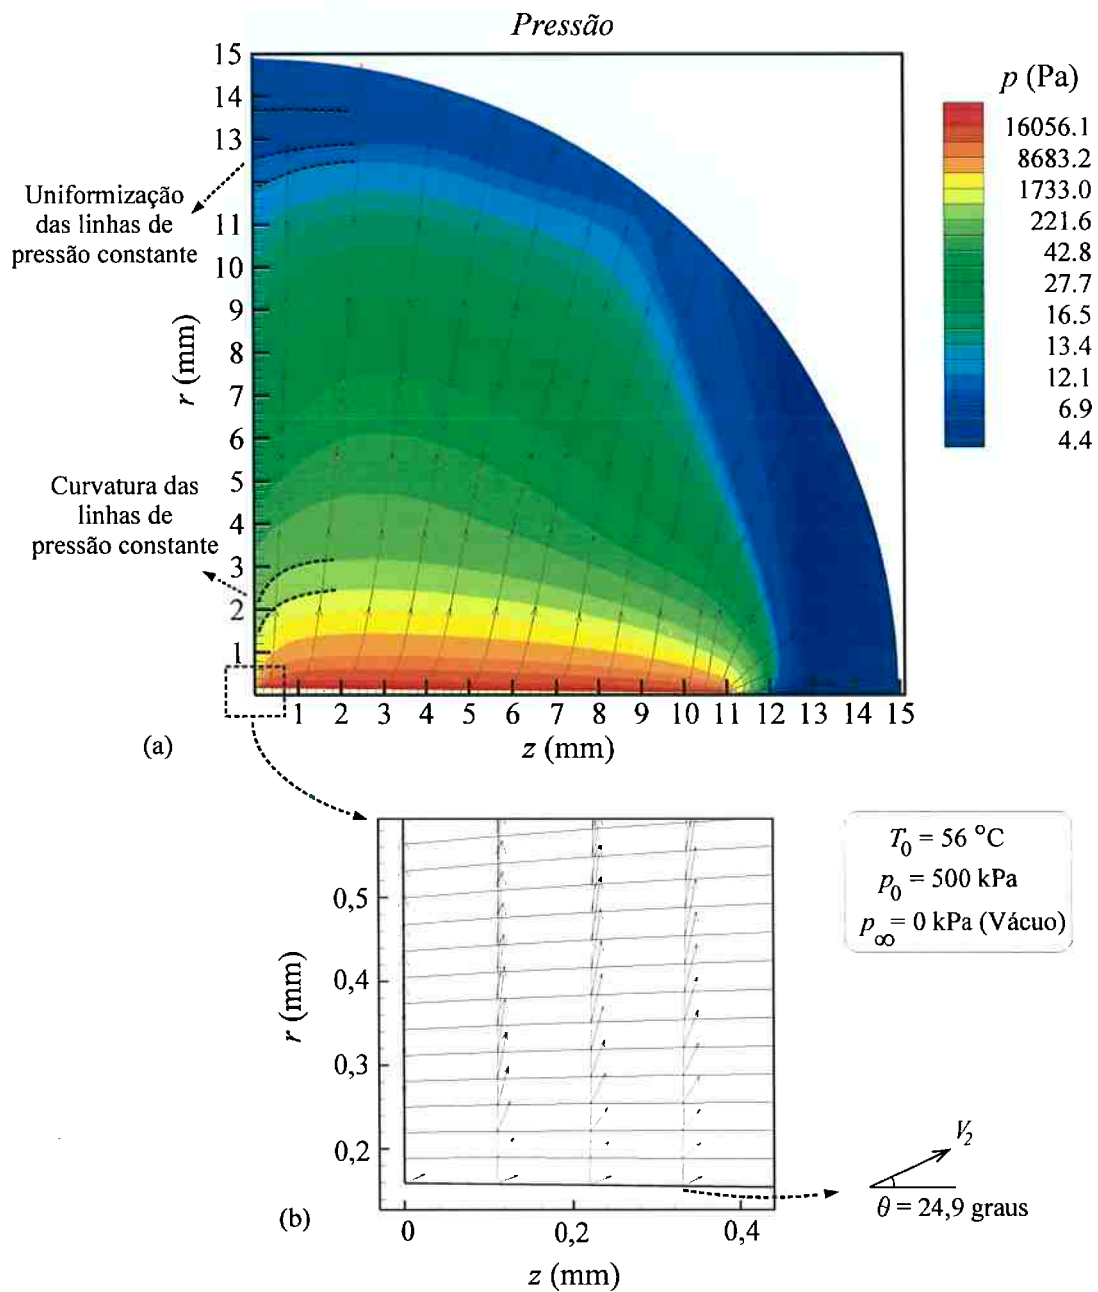 Pressão
15
14
13
11
10
9
8
7
6
5
4
3
2
1
r (mm)
Uniformização
das linhas de
pressão constante
Curvatura das
linhas de
pressão constante
1 2 3 4 5 6 7 8 9 10 11 12 13 14 15
z (mm)
(a)
p (Pa)
16056.1
8683.2
1733.0
221.6
42.8
27.7
16.5
13.4
12.1
6.9
4.4
0,5
0,4
0,3
0,2
r (mm)
0 0,2 0,4
z (mm)
(b)
T0 = 56 °C
p0 = 500 kPa
p∞ = 0 kPa (Vácuo)
V2
θ = 24,9 graus